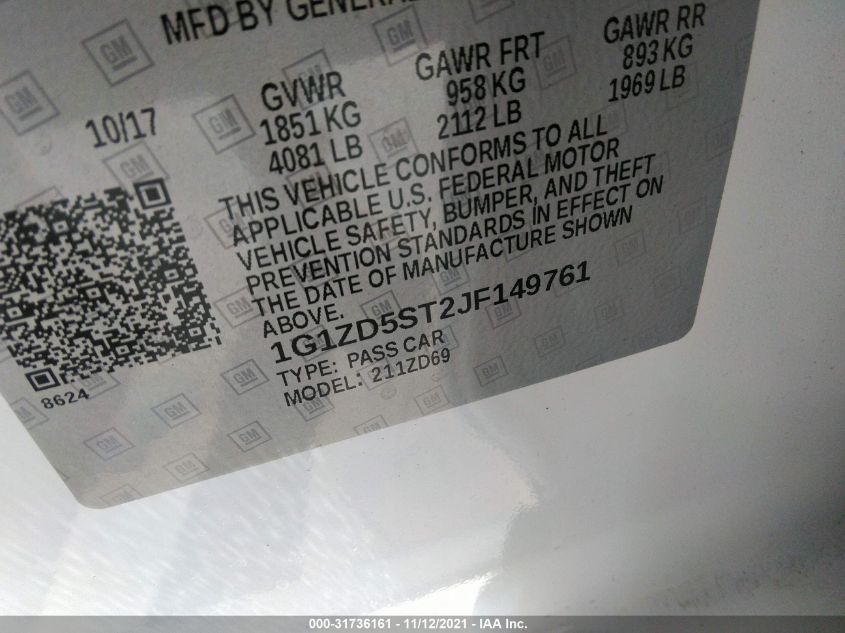 MFD BY GENERAL
10/17
GVWR
1851 KG
4081 LB
GAWR FRT
958 KG
2112 LB
GAWR RR
893 KG
1969 LB
THIS VEHICLE CONFORMS TO ALL
APPLICABLE U.S. FEDERAL MOTOR
VEHICLE SAFETY, BUMPER, AND THEFT
PREVENTION STANDARDS IN EFFECT ON
THE DATE OF MANUFACTURE SHOWN
ABOVE.
1G1ZD5ST2JF149761
TYPE: PASS CAR
MODEL: 211ZD69
8624
GM
000-31736161 - 11/12/2021 - IAA Inc.